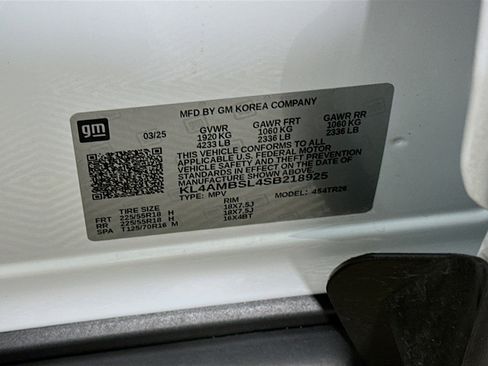 MFD BY GM KOREA COMPANY
gm
03/25 GVWR GAWR FRT GAWR RR
1920 KG 1060 KG 1060 KG
4233 LB 2336 LB 2336 LB
THIS VEHICLE CONFORMS TO ALL
APPLICABLE U.S. FEDERAL MOTOR
VEHICLE SAFETY AND THEFT PREVENTION
STANDARDS IN EFFECT ON THE DATE OF
MANUFACTURE SHOWN ABOVE.
KL4AMBSL4SB218925
TYPE: MPV MODEL: 4S4TR26
TIRE SIZE RIM
FRT 225/55R18 H 18X7.5J
RR 225/55R18 H 18X7.5J
SPA T125/70R16 M 16X4BT